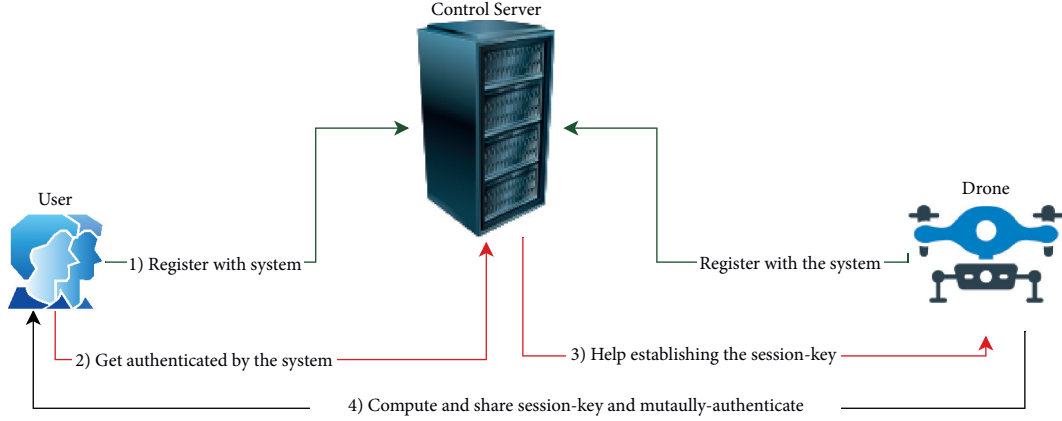 Control Server
User
Drone
1) Register with system
Register with the system
2) Get authenticated by the system
3) Help establishing the session-key
4) Compute and share session-key and mutaully-authenticate